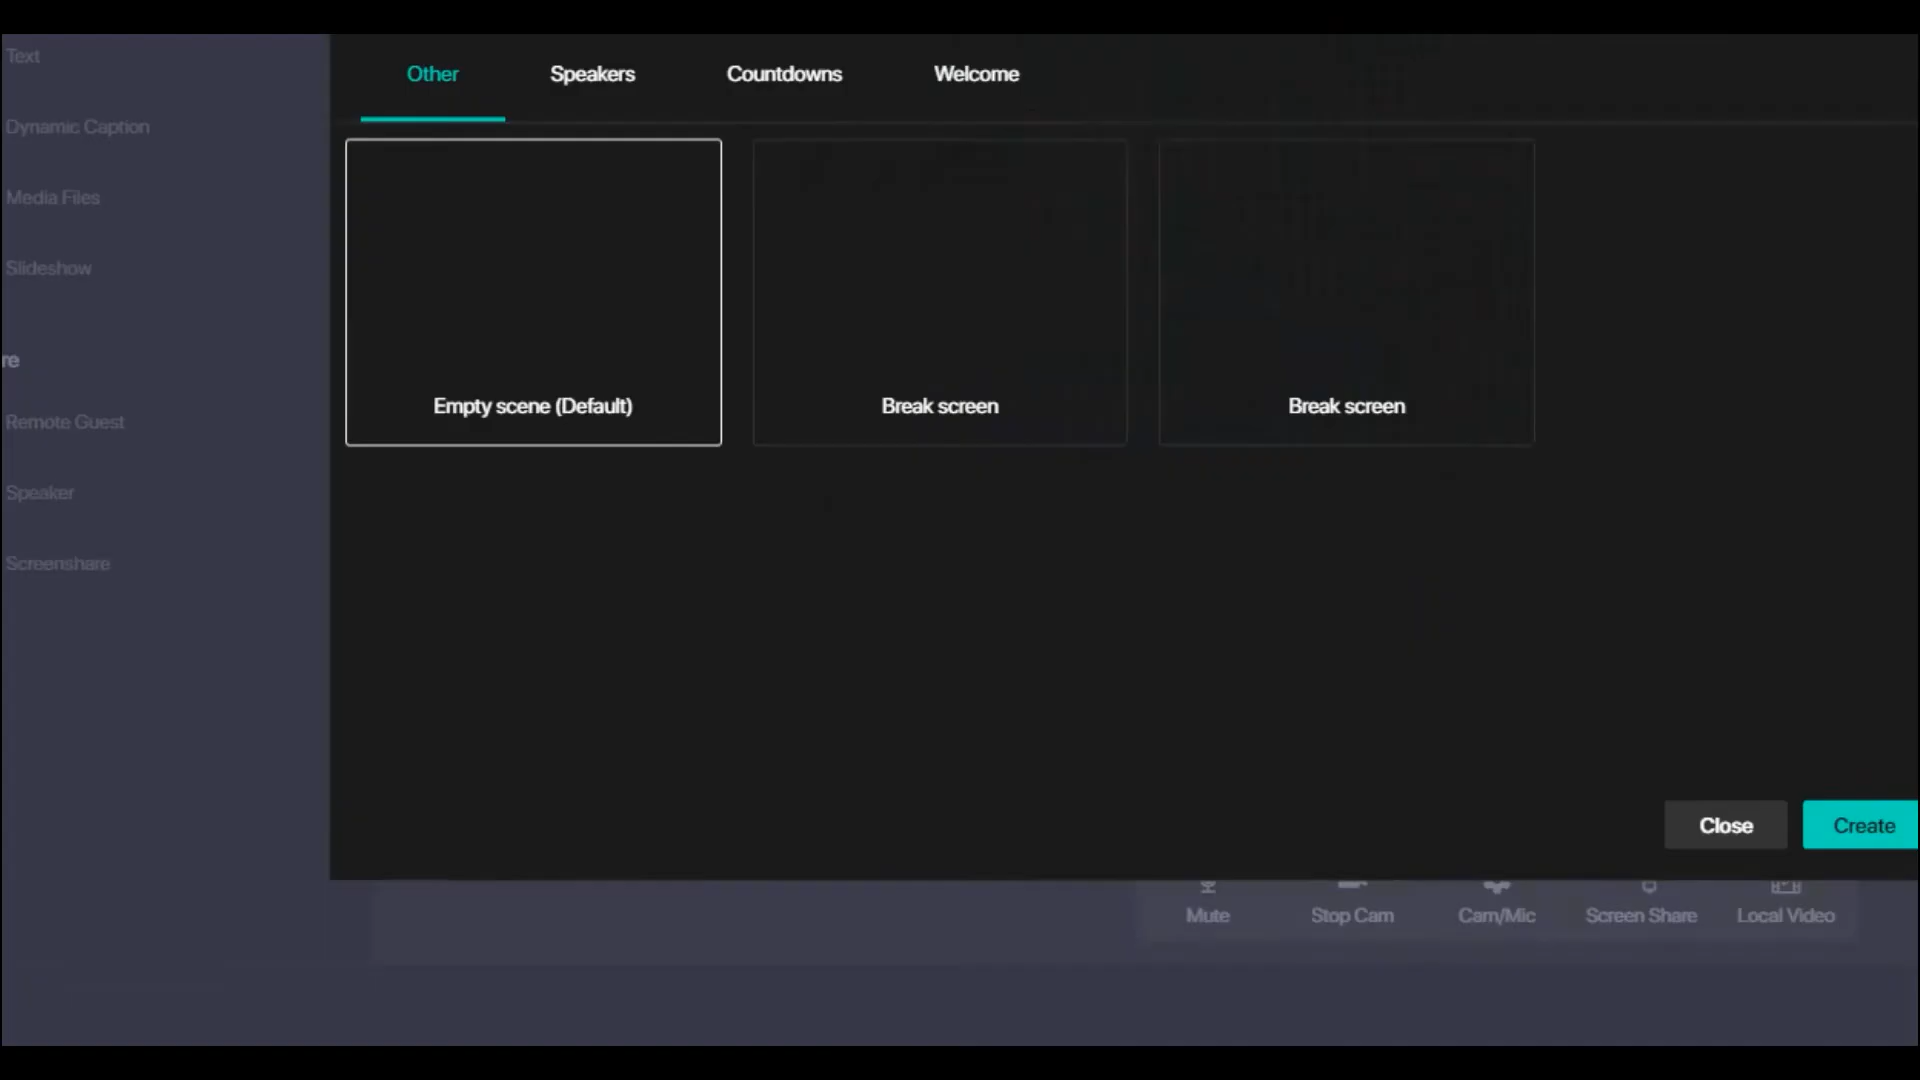 Text
Dynamic Caption
Media Files
Slideshow
re
Remote Guest
Speaker
Screenshare
Other Speakers Countdowns Welcome
Empty scene (Default)
Break screen
Break screen
Close Create
Mute Stop Cam Cam/Mic Screen Share Local Video